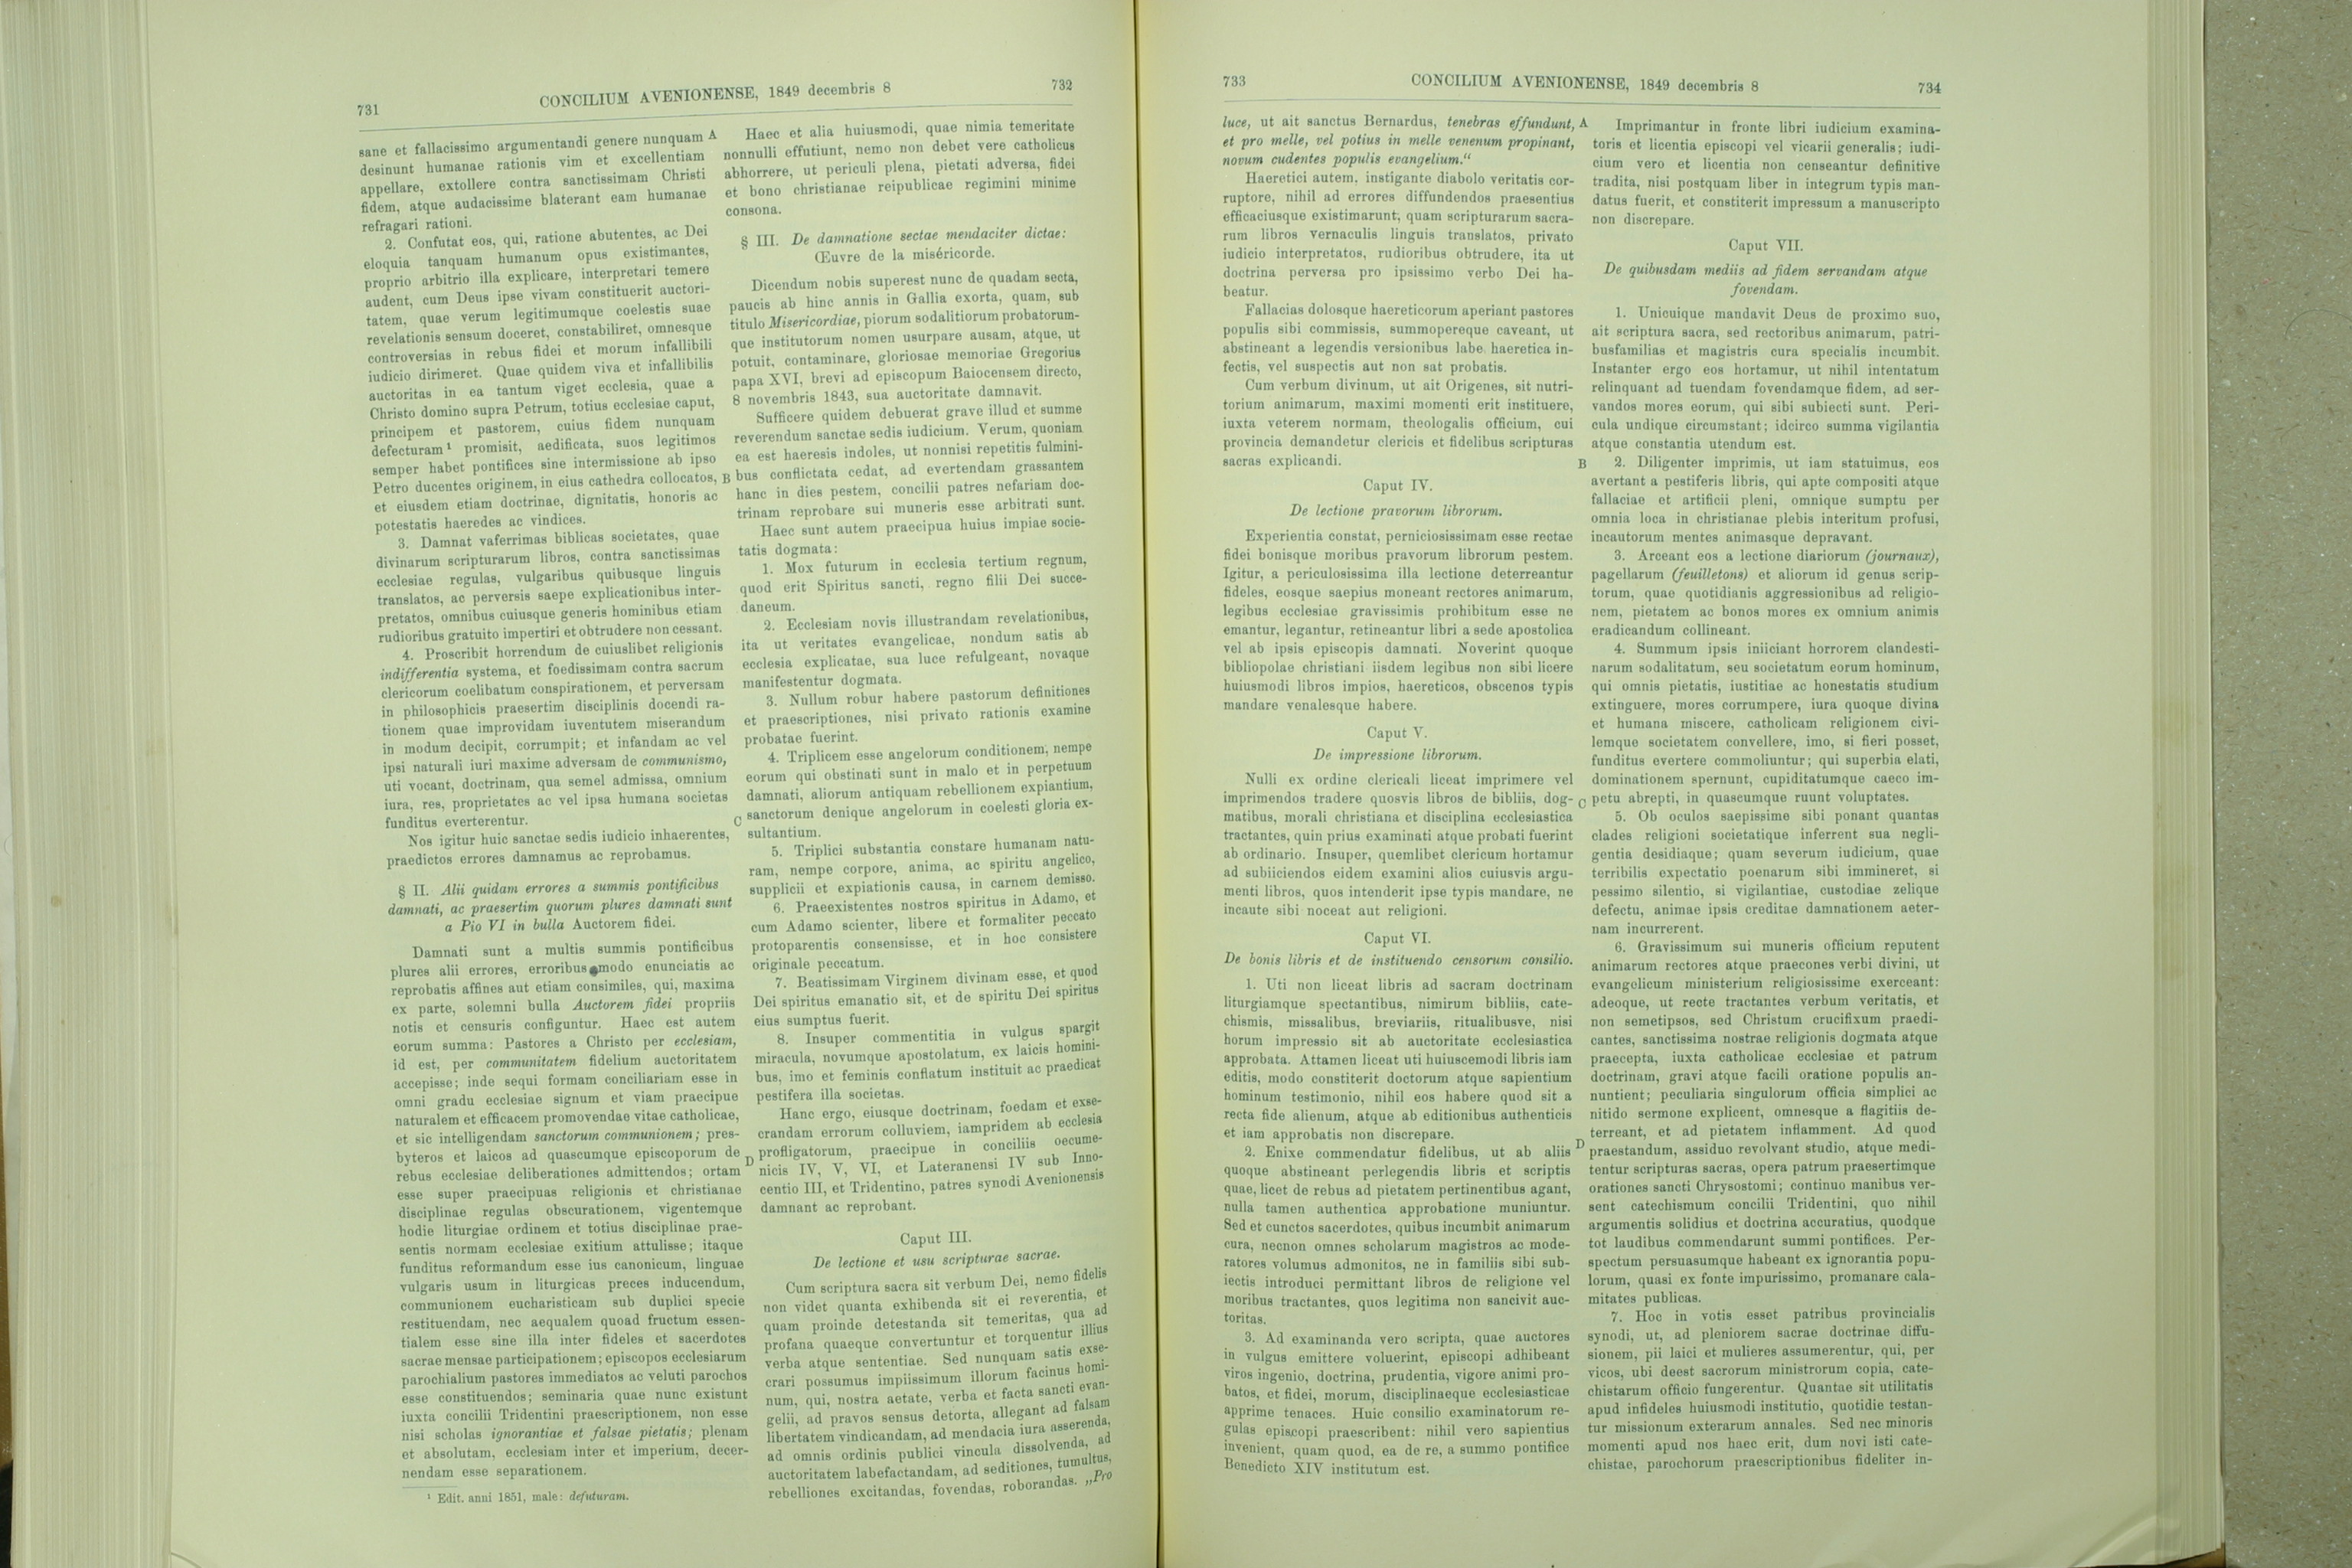 731
CONCILIUM AVENIONENSE, 1849 decembris 8
732
sane et fallacissimo argumentandi genere nunquam
desinunt humanae rationis vim et excellentiam
appellare, extollere contra sanctissimam Christi
fidem, atque audacissime blaterant eam humanae
refragari rationi.
2. Confutat eos, qui, ratione abutentes, ac Dei
eloquia tanquam humanum opus existimantes,
proprio arbitrio illa explicare, interpretari temere
audent, cum Deus ipse vivam constituerit auctori-
tatem, quae verum legitimumque coelestis suae
revelationis sensum doceret, constabiliret, omnesque
controversias in rebus fidei et morum infallibili
iudicio dirimeret. Quae quidem viva et infallibilis
auctoritas in ea tantum viget ecclesia, quae a
Christo domino supra Petrum, totius ecclesiae caput,
principem et pastorem, cuius fidem nunquam
defecturam¹ promisit, aedificata, suos legitimos
semper habet pontifices sine intermissione ab ipso
Petro ducentes originem, in eius cathedra collocatos,
et eiusdem etiam doctrinae, dignitatis, honoris ac
potestatis haeredes ac vindices.
3. Damnat vaferrimas biblicas societates, quae
divinarum scripturarum libros, contra sanctissimas
ecclesiae regulas, vulgaribus quibusque linguis
translatos, ac perversis saepe explicationibus inter-
pretatos, omnibus cuiusque generis hominibus etiam
rudioribus gratuito impertiri et obtrudere non cessant.
4. Proscribit horrendum de cuiuslibet religionis
indifferentia systema, et foedissimam contra sacrum
clericorum coelibatum conspirationem, et perversam
in philosophicis praesertim disciplinis docendi ra-
tionem quae improvidam iuventutem miserandum
in modum decipit, corrumpit; et infandam ac vel
ipsi naturali iuri maxime adversam de communismo,
uti vocant, doctrinam, qua semel admissa, omnium
iura, res, proprietates ac vel ipsa humana societas
funditus everterentur.
Nos igitur huic sanctae sedis iudicio inhaerentes,
praedictos errores damnamus ac reprobamus.
§ II. Alii quidam errores a summis pontificibus
damnati, ac praesertim quorum plures damnati sunt
a Pio VI in bulla Auctorem fidei.
Damnati sunt a multis summis pontificibus
plures alii errores, erroribus modo enunciatis ac
reprobatis affines aut etiam consimiles, qui, maxima
ex parte, solemni bulla Auctorem fidei propriis
notis et censuris configuntur. Haec est autem
eorum summa: Pastores a Christo per ecclesiam,
id est, per communitatem fidelium auctoritatem
accepisse; inde sequi formam conciliariam esse in
omni gradu ecclesiae signum et viam praecipue
naturalem et efficacem promovendae vitae catholicae,
et sic intelligendam sanctorum communionem; pres-
byteros et laicos ad quascumque episcoporum de
rebus ecclesiae deliberationes admittendos; ortam
esse super praecipuas religionis et christianae
disciplinae regulas obscurationem, vigentemque
hodie liturgiae ordinem et totius disciplinae prae-
sentis normam ecclesiae exitium attulisse; itaque
funditus reformandum esse ius canonicum, linguae
vulgaris usum in liturgicas preces inducendum,
communionem eucharisticam sub duplici specie
restituendam, nec aequalem quoad fructum essen-
tialem esse sine illa inter fideles et sacerdotes
sacrae mensae participationem; episcopos ecclesiarum
parochialium pastores immediatos ac veluti parochos
esse constituendos; seminaria quae nunc existunt
iuxta concilii Tridentini praescriptionem, non esse
nisi scholas ignorantiae et falsae pietatis; plenam
et absolutam, ecclesiam inter et imperium, decer-
nendam esse separationem.
¹ Edit. anni 1851, male: defuturam.
A
B
C
D
Haec et alia huiusmodi, quae nimia temeritate
nonnulli effutiunt, nemo non debet vere catholicus
abhorrere, ut periculi plena, pietati adversa, fidei
et bono christianae reipublicae regimini minime
consona.
§ III. De damnatione sectae mendaciter dictae:
Œuvre de la miséricorde.
Dicendum nobis superest nunc de quadam secta,
paucis ab hinc annis in Gallia exorta, quam, sub
titulo Misericordiae, piorum sodalitiorum probatorum-
que institutorum nomen usurpare ausam, atque, ut
potuit, contaminare, gloriosae memoriae Gregorius
papa XVI, brevi ad episcopum Baiocensem directo,
8 novembris 1843, sua auctoritate damnavit.
Sufficere quidem debuerat grave illud et summe
reverendum sanctae sedis iudicium. Verum, quoniam
ea est haeresis indoles, ut nonnisi repetitis fulmini-
bus conflictata cedat, ad evertendam grassantem
hanc in dies pestem, concilii patres nefariam doc-
trinam reprobare sui muneris esse arbitrati sunt.
Haec sunt autem praecipua huius impiae socie-
tatis dogmata:
1. Mox futurum in ecclesia tertium regnum,
quod erit Spiritus sancti, regno filii Dei succe-
daneum.
2. Ecclesiam novis illustrandam revelationibus,
ita ut veritates evangelicae, nondum satis ab
ecclesia explicatae, sua luce refulgeant, novaque
manifestentur dogmata.
3. Nullum robur habere pastorum definitiones
et praescriptiones, nisi privato rationis examine
probatae fuerint.
4. Triplicem esse angelorum conditionem, nempe
eorum qui obstinati sunt in malo et in perpetuum
damnati, aliorum antiquam rebellionem expiantium,
sanctorum denique angelorum in coelesti gloria ex-
sultantium.
5. Triplici substantia constare humanam natu-
ram, nempe corpore, anima, ac spiritu angelico,
supplicii et expiationis causa, in carnem demisso.
6. Praeexistentes nostros spiritus in Adamo, et
cum Adamo scienter, libere et formaliter peccato
protoparentis consensisse, et in hoc consistere
originale peccatum.
7. Beatissimam Virginem divinam esse, et quod
Dei spiritus emanatio sit, et de spiritu Dei spiritus
eius sumptus fuerit.
8. Insuper commentitia in vulgus spargit
miracula, novumque apostolatum, ex laicis homini-
bus, imo et feminis conflatum instituit ac praedicat
pestifera illa societas.
Hanc ergo, eiusque doctrinam, foedam et exse-
crandam errorum colluviem, iampridem ab ecclesia
profligatorum, praecipue in conciliis oecume-
nicis IV, V, VI, et Lateranensi IV sub Inno-
centio III, et Tridentino, patres synodi Avenionensis
damnant ac reprobant.
Caput III.
De lectione et usu scripturae sacrae.
Cum scriptura sacra sit verbum Dei, nemo fidelis
non videt quanta exhibenda sit ei reverentia, et
quam proinde detestanda sit temeritas, qua ad
profana quaeque convertuntur et torquentur illius
verba atque sententiae. Sed nunquam satis exse-
crari possumus impiissimum illorum facinus homi-
num, qui, nostra aetate, verba et facta sancti evan-
gelii, ad pravos sensus detorta, allegant ad falsam
libertatem vindicandam, ad mendacia iura asserenda,
ad omnis ordinis publici vincula dissolvenda, ad
auctoritatem labefactandam, ad seditiones, tumultus,
rebelliones excitandas, fovendas, roborandas. „Pro
733
CONCILIUM AVENIONENSE, 1849 decembris 8
734
luce, ut ait sanctus Bernardus, tenebras effundunt,
et pro melle, vel potius in melle venenum propinant,
novum cudentes populis evangelium.“
Haeretici autem, instigante diabolo veritatis cor-
ruptore, nihil ad errores diffundendos praesentius
efficaciusque existimarunt, quam scripturarum sacra-
rum libros vernaculis linguis translatos, privato
iudicio interpretatos, rudioribus obtrudere, ita ut
doctrina perversa pro ipsissimo verbo Dei ha-
beatur.
Fallacias dolosque haereticorum aperiant pastores
populis sibi commissis, summopereque caveant, ut
abstineant a legendis versionibus labe haeretica in-
fectis, vel suspectis aut non sat probatis.
Cum verbum divinum, ut ait Origenes, sit nutri-
torium animarum, maximi momenti erit instituere,
iuxta veterem normam, theologalis officium, cui
provincia demandetur clericis et fidelibus scripturas
sacras explicandi.
Caput IV.
De lectione pravorum librorum.
Experientia constat, perniciosissimam esse rectae
fidei bonisque moribus pravorum librorum pestem.
Igitur, a periculosissima illa lectione deterreantur
fideles, eosque saepius moneant rectores animarum,
legibus ecclesiae gravissimis prohibitum esse ne
emantur, legantur, retineantur libri a sede apostolica
vel ab ipsis episcopis damnati. Noverint quoque
bibliopolae christiani iisdem legibus non sibi licere
huiusmodi libros impios, haereticos, obscenos typis
mandare venalesque habere.
Caput V.
De impressione librorum.
Nulli ex ordine clericali liceat imprimere vel
imprimendos tradere quosvis libros de bibliis, dog-
matibus, morali christiana et disciplina ecclesiastica
tractantes, quin prius examinati atque probati fuerint
ab ordinario. Insuper, quemlibet clericum hortamur
ad subiiciendos eidem examini alios cuiusvis argu-
menti libros, quos intenderit ipse typis mandare, ne
incaute sibi noceat aut religioni.
Caput VI.
De bonis libris et de instituendo censorum consilio.
1. Uti non liceat libris ad sacram doctrinam
liturgiamque spectantibus, nimirum bibliis, cate-
chismis, missalibus, breviariis, ritualibusve, nisi
horum impressio sit ab auctoritate ecclesiastica
approbata. Attamen liceat uti huiuscemodi libris iam
editis, modo constiterit doctorum atque sapientium
hominum testimonio, nihil eos habere quod sit a
recta fide alienum, atque ab editionibus authenticis
et iam approbatis non discrepare.
2. Enixe commendatur fidelibus, ut ab aliis
quoque abstineant perlegendis libris et scriptis
quae, licet de rebus ad pietatem pertinentibus agant,
nulla tamen authentica approbatione muniuntur.
Sed et cunctos sacerdotes, quibus incumbit animarum
cura, necnon omnes scholarum magistros ac mode-
ratores volumus admonitos, ne in familiis sibi sub-
iectis introduci permittant libros de religione vel
moribus tractantes, quos legitima non sancivit auc-
toritas.
3. Ad examinanda vero scripta, quae auctores
in vulgus emittere voluerint, episcopi adhibeant
viros ingenio, doctrina, prudentia, vigore animi pro-
batos, et fidei, morum, disciplinaeque ecclesiasticae
apprime tenaces. Huic consilio examinatorum re-
gulas episcopi praescribent: nihil vero sapientius
invenient, quam quod, ea de re, a summo pontifice
Benedicto XIV institutum est.
A
B
C
D
Imprimantur in fronte libri iudicium examina-
toris et licentia episcopi vel vicarii generalis; iudi-
cium vero et licentia non censeantur definitive
tradita, nisi postquam liber in integrum typis man-
datus fuerit, et constiterit impressum a manuscripto
non discrepare.
Caput VII.
De quibusdam mediis ad fidem servandam atque
fovendam.
1. Unicuique mandavit Deus de proximo suo,
ait scriptura sacra, sed rectoribus animarum, patri-
busfamilias et magistris cura specialis incumbit.
Instanter ergo eos hortamur, ut nihil intentatum
relinquant ad tuendam fovendamque fidem, ad ser-
vandos mores eorum, qui sibi subiecti sunt. Peri-
cula undique circumstant; idcirco summa vigilantia
atque constantia utendum est.
2. Diligenter imprimis, ut iam statuimus, eos
avertant a pestiferis libris, qui apte compositi atque
fallaciae et artificii pleni, omnique sumptu per
omnia loca in christianae plebis interitum profusi,
incautorum mentes animasque depravant.
3. Arceant eos a lectione diariorum (journaux),
pagellarum (feuilletons) et aliorum id genus scrip-
torum, quae quotidianis aggressionibus ad religio-
nem, pietatem ac bonos mores ex omnium animis
eradicandum collineant.
4. Summum ipsis iniiciant horrorem clandesti-
narum sodalitatum, seu societatum eorum hominum,
qui omnis pietatis, iustitiae ac honestatis studium
extinguere, mores corrumpere, iura quoque divina
et humana miscere, catholicam religionem civi-
lemque societatem convellere, imo, si fieri posset,
funditus evertere commoliuntur; qui superbia elati,
dominationem spernunt, cupiditatumque caeco im-
petu abrepti, in quascumque ruunt voluptates.
5. Ob oculos saepissime sibi ponant quantas
clades religioni societatique inferrent sua negli-
gentia desidiaque; quam severum iudicium, quae
terribilis expectatio poenarum sibi immineret, si
pessimo silentio, si vigilantiae, custodiae zelique
defectu, animae ipsis creditae damnationem aeter-
nam incurrerent.
6. Gravissimum sui muneris officium reputent
animarum rectores atque praecones verbi divini, ut
evangelicum ministerium religiosissime exerceant:
adeoque, ut recte tractantes verbum veritatis, et
non semetipsos, sed Christum crucifixum praedi-
cantes, sanctissima nostrae religionis dogmata atque
praecepta, iuxta catholicae ecclesiae et patrum
doctrinam, gravi atque facili oratione populis an-
nuntient; peculiaria singulorum officia simplici ac
nitido sermone explicent, omnesque a flagitiis de-
terreant, et ad pietatem inflamment. Ad quod
praestandum, assiduo revolvant studio, atque medi-
tentur scripturas sacras, opera patrum praesertimque
orationes sancti Chrysostomi; continuo manibus ver-
sent catechismum concilii Tridentini, quo nihil
argumentis solidius et doctrina accuratius, quodque
tot laudibus commendarunt summi pontifices. Per-
spectum persuasumque habeant ex ignorantia popu-
lorum, quasi ex fonte impurissimo, promanare cala-
mitates publicas.
7. Hoc in votis esset patribus provincialis
synodi, ut, ad pleniorem sacrae doctrinae diffu-
sionem, pii laici et mulieres assumerentur, qui, per
vicos, ubi deest sacrorum ministrorum copia, cate-
chistarum officio fungerentur. Quantae sit utilitatis
apud infideles huiusmodi institutio, quotidie testan-
tur missionum exterarum annales. Sed nec minoris
momenti apud nos haec erit, dum novi isti cate-
chistae, parochorum praescriptionibus fideliter in-